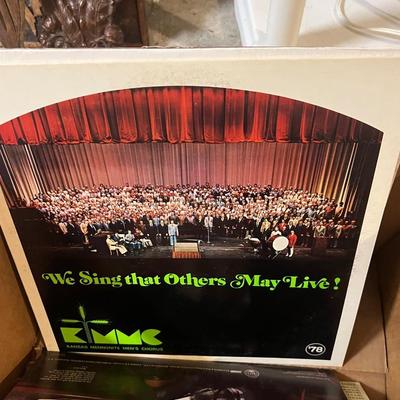 We Sing that Others May Live!
KMMC
KANSAS MENNONITE MEN'S CHORUS
'78